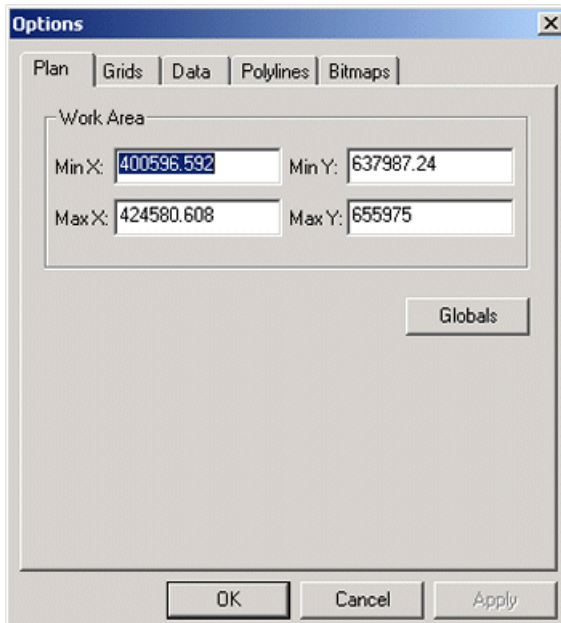 Options
Plan Grids Data Polylines Bitmaps
Work Area
Min X: 400596.592 Min Y: 637987.24
Max X: 424580.608 Max Y: 655975
Globals
OK Cancel Apply